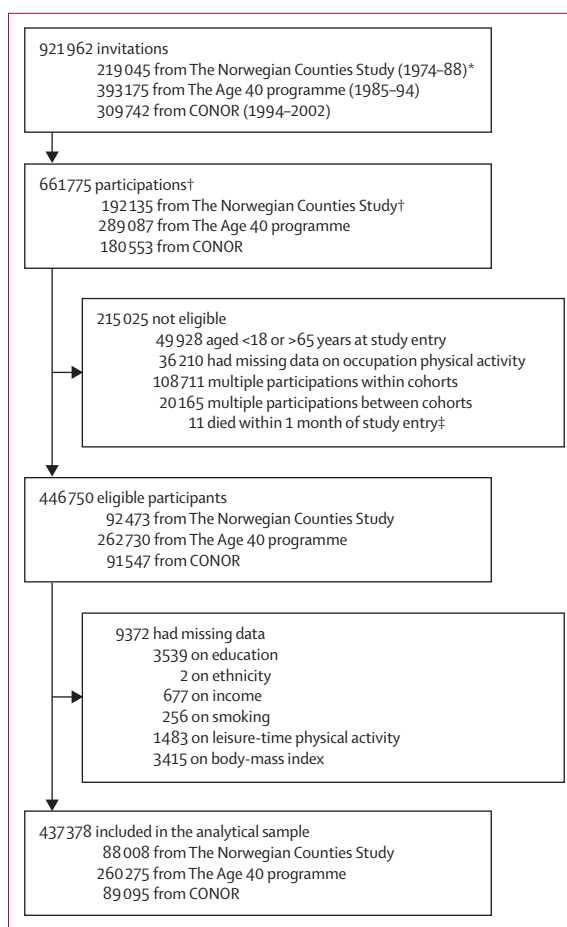 921 962 invitations
219 045 from The Norwegian Counties Study (1974–88)*
393 175 from The Age 40 programme (1985–94)
309 742 from CONOR (1994–2002)
661 775 participations†
192 135 from The Norwegian Counties Study†
289 087 from The Age 40 programme
180 553 from CONOR
215 025 not eligible
49 928 aged <18 or >65 years at study entry
36 210 had missing data on occupation physical activity
108 711 multiple participations within cohorts
20 165 multiple participations between cohorts
11 died within 1 month of study entry‡
446 750 eligible participants
92 473 from The Norwegian Counties Study
262 730 from The Age 40 programme
91 547 from CONOR
9372 had missing data
3539 on education
2 on ethnicity
677 on income
256 on smoking
1483 on leisure-time physical activity
3415 on body-mass index
437 378 included in the analytical sample
88 008 from The Norwegian Counties Study
260 275 from The Age 40 programme
89 095 from CONOR